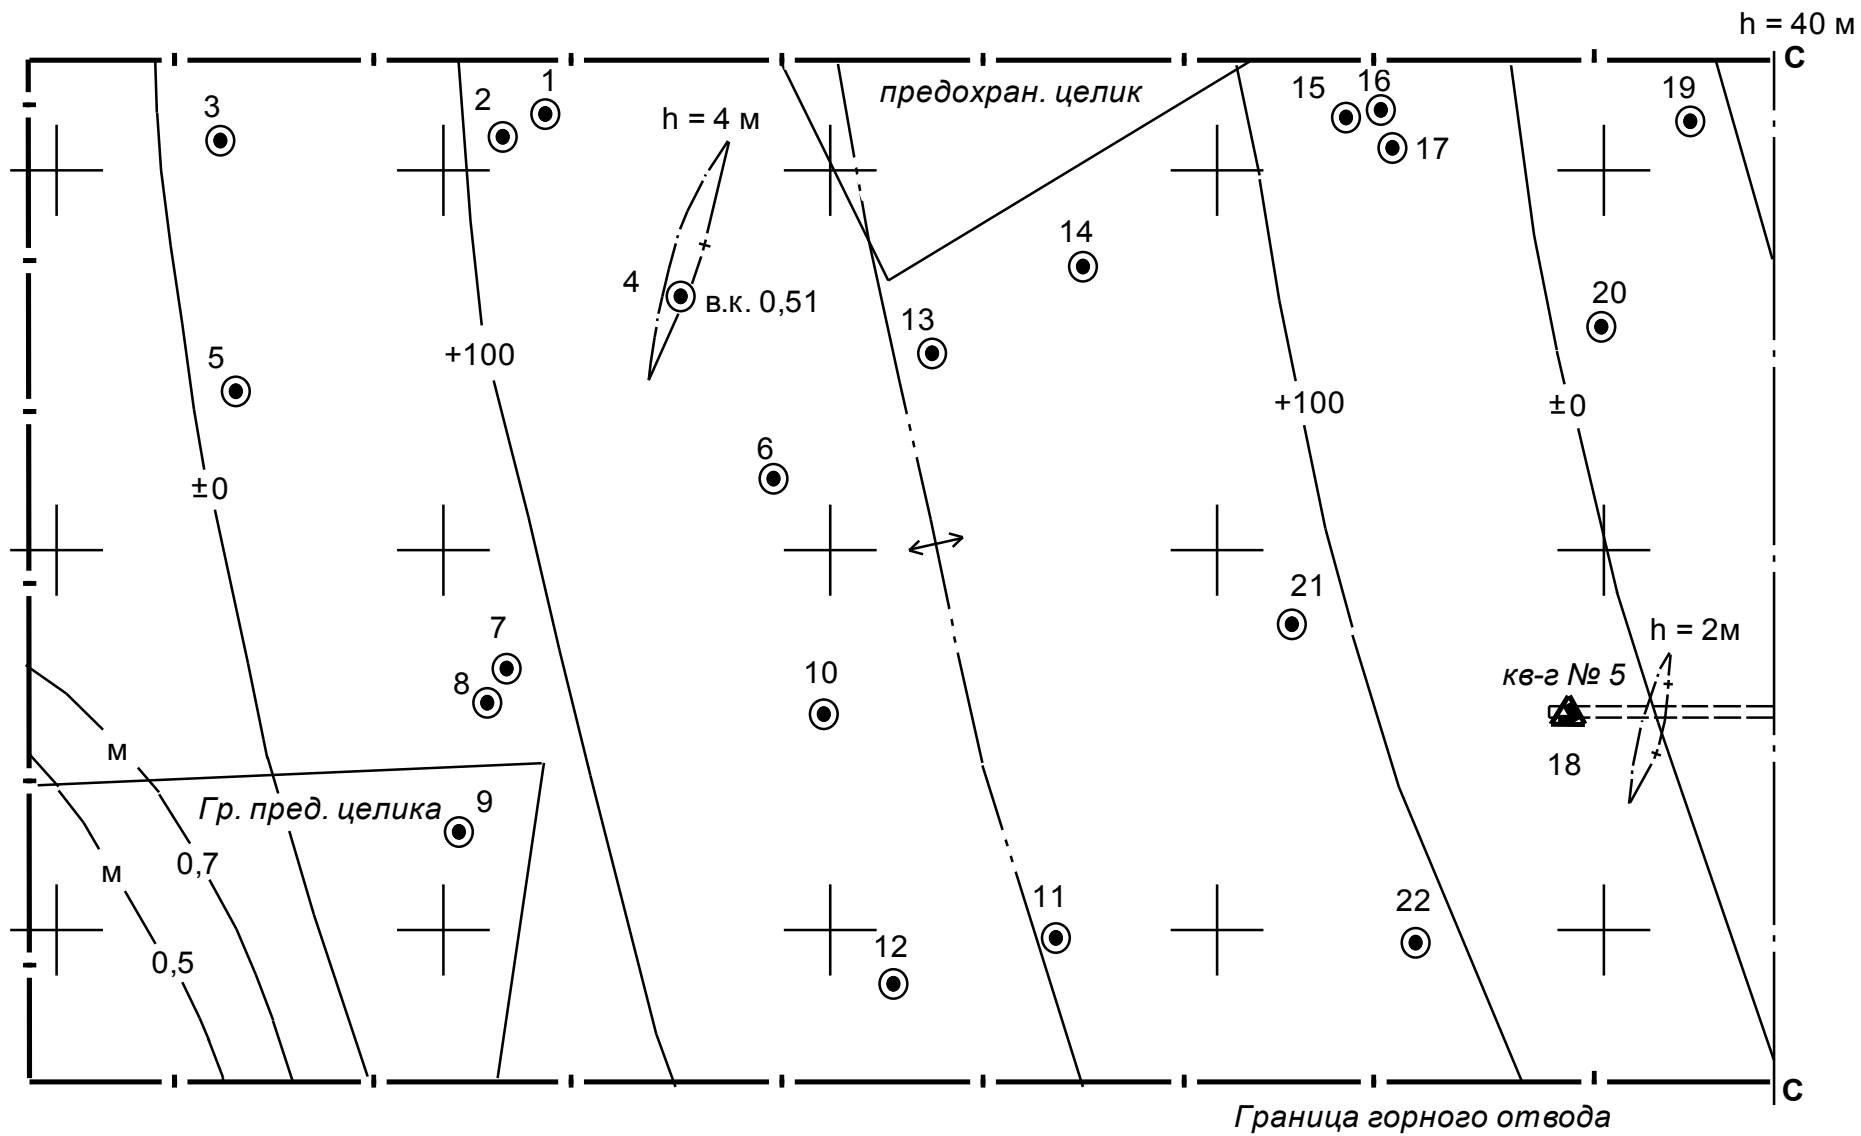 h = 40 м
С
предохран. целик
1
2
3
h = 4 м
15
16
17
19
14
4
в.к. 0,51
13
20
5
+100
+100
±0
6
±0
21
7
h = 2м
8
10
кв-г № 5
м
18
Гр. пред. целика
9
м
0,7
11
22
12
0,5
С
Граница горного отвода